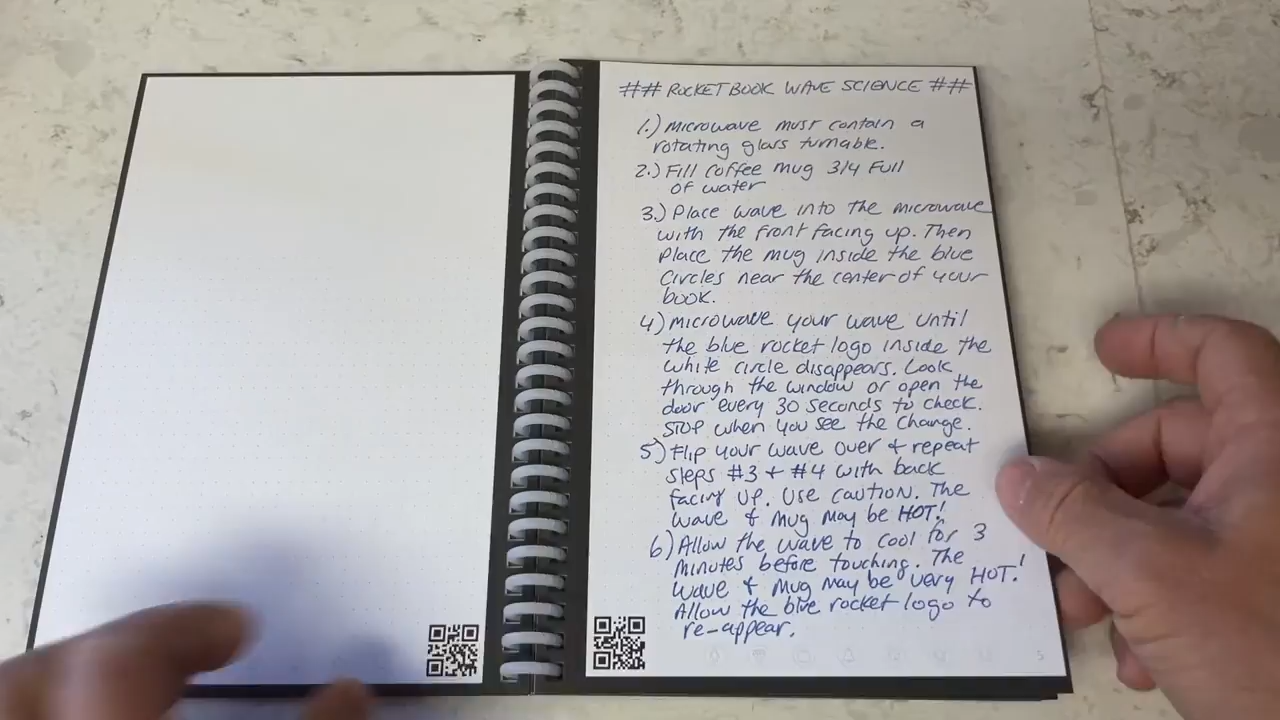 ## ROCKETBOOK WAVE SCIENCE ##
1.) Microwave must contain a
rotating glass turnable.
2.) Fill coffee mug 3/4 Full
of water
3.) Place wave into the microwave
with the front facing up. Then
Place the mug inside the blue
Circles near the center of your
book.
4.) Microwave your wave until
the blue rocket logo inside the
white circle disappears. Look
through the window or open the
door every 30 seconds to check.
STOP when you see the change.
5.) Flip your wave over & repeat
steps #3 + #4 with back
facing up. Use caution. The
wave & mug may be HOT!
6.) Allow the wave to cool for 3
minutes before touching. The
wave & mug may be very HOT!
Allow the blue rocket logo to
re-appear.
5